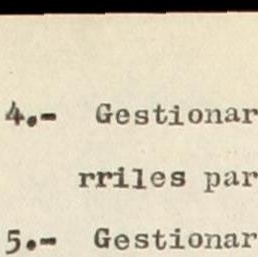 4.- Gestionar
rriles par
5.- Gestionar